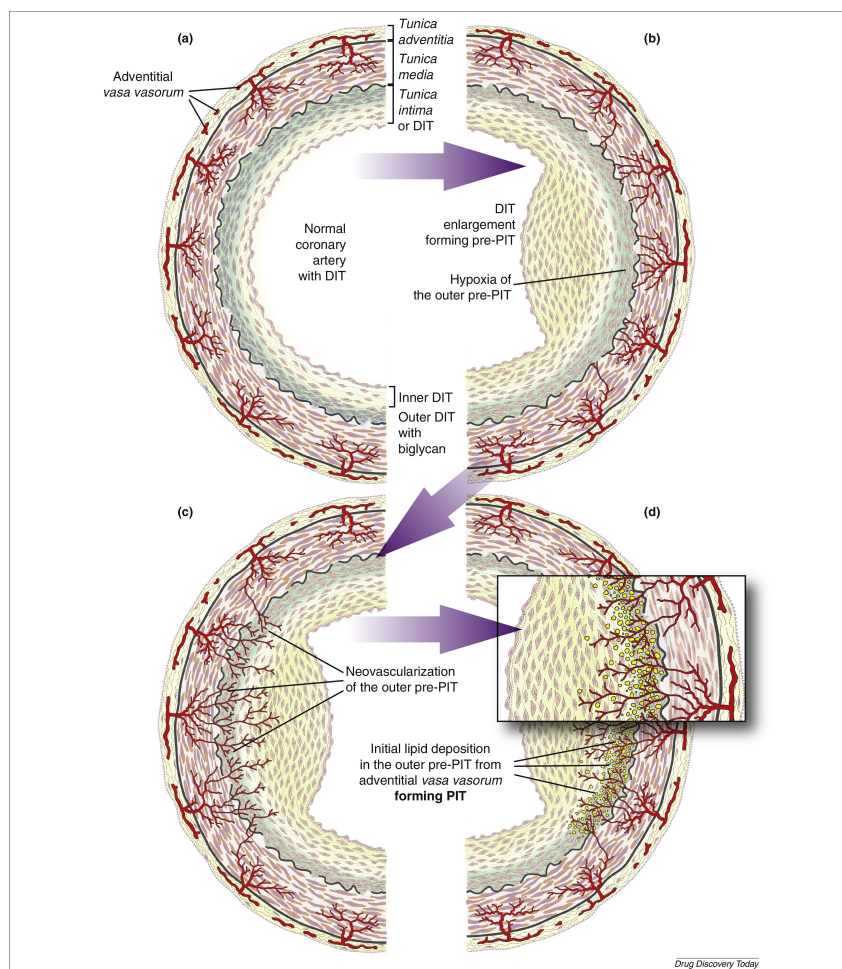 (a)
Tunica
adventitia
(b)
Tunica
media
Adventitial
vasa vasorum
Tunica
intima
or DIT
Normal
coronary
artery
with DIT
DIT
enlargement
forming pre-PIT
Hypoxia of
the outer pre-PIT
Inner DIT
Outer DIT
with
biglycan
(c)
(d)
Neovascularization
of the outer pre-PIT
Initial lipid deposition
in the outer pre-PIT from
adventitial vasa vasorum
forming PIT
Drug Discovery Today